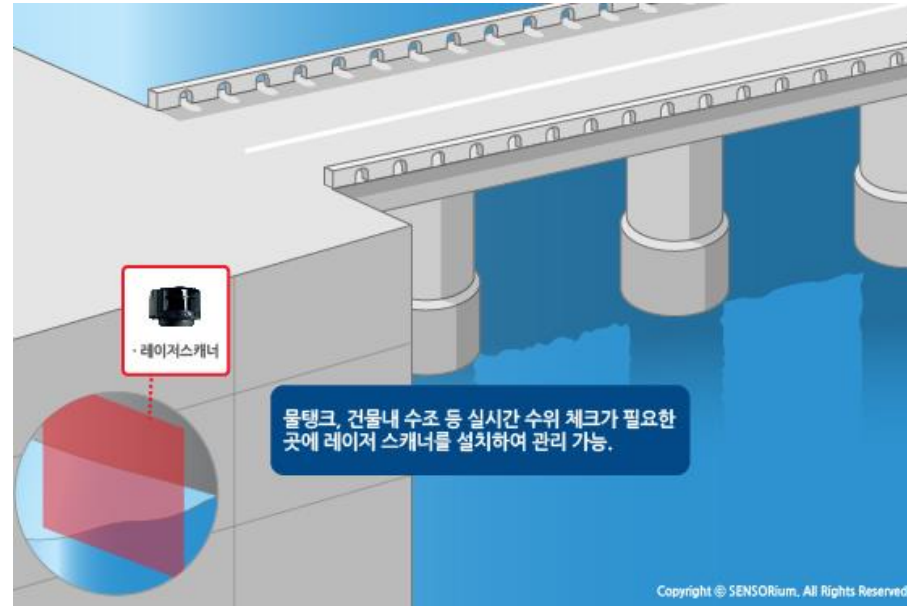 · 레이저스캐너
물탱크, 건물내 수조 등 실시간 수위 체크가 필요한
곳에 레이저 스캐너를 설치하여 관리 가능.
Copyright © SENSORium, All Rights Reserved